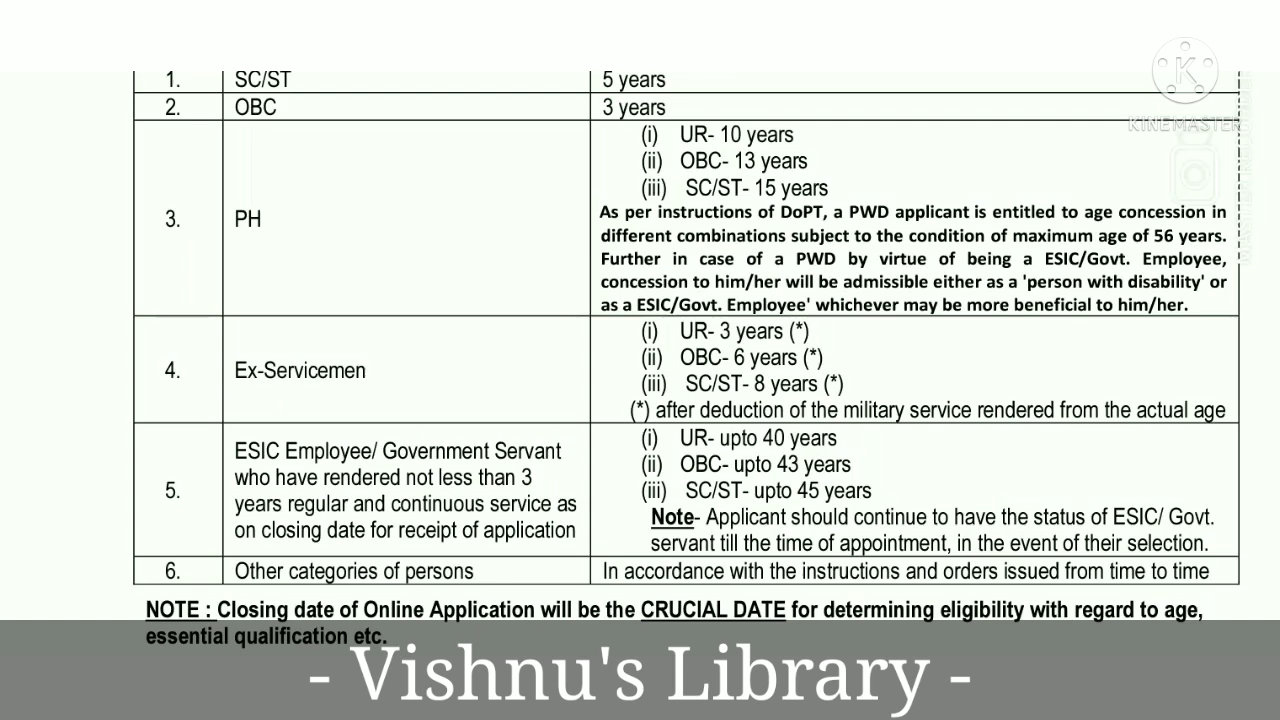 1. SC/ST 5 years
2. OBC 3 years
(i) UR- 10 years
(ii) OBC- 13 years
(iii) SC/ST- 15 years
3. PH
As per instructions of DoPT, a PWD applicant is entitled to age concession in
different combinations subject to the condition of maximum age of 56 years.
Further in case of a PWD by virtue of being a ESIC/Govt. Employee,
concession to him/her will be admissible either as a 'person with disability' or
as a ESIC/Govt. Employee' whichever may be more beneficial to him/her.
4. Ex-Servicemen
(i) UR- 3 years (*)
(ii) OBC- 6 years (*)
(iii) SC/ST- 8 years (*)
(*) after deduction of the military service rendered from the actual age
5.
ESIC Employee/ Government Servant
who have rendered not less than 3
years regular and continuous service as
on closing date for receipt of application
(i) UR- upto 40 years
(ii) OBC- upto 43 years
(iii) SC/ST- upto 45 years
Note- Applicant should continue to have the status of ESIC/ Govt.
servant till the time of appointment, in the event of their selection.
6. Other categories of persons In accordance with the instructions and orders issued from time to time
NOTE : Closing date of Online Application will be the CRUCIAL DATE for determining eligibility with regard to age,
essential qualification etc.
- Vishnu's Library -
K
KINEMASTER